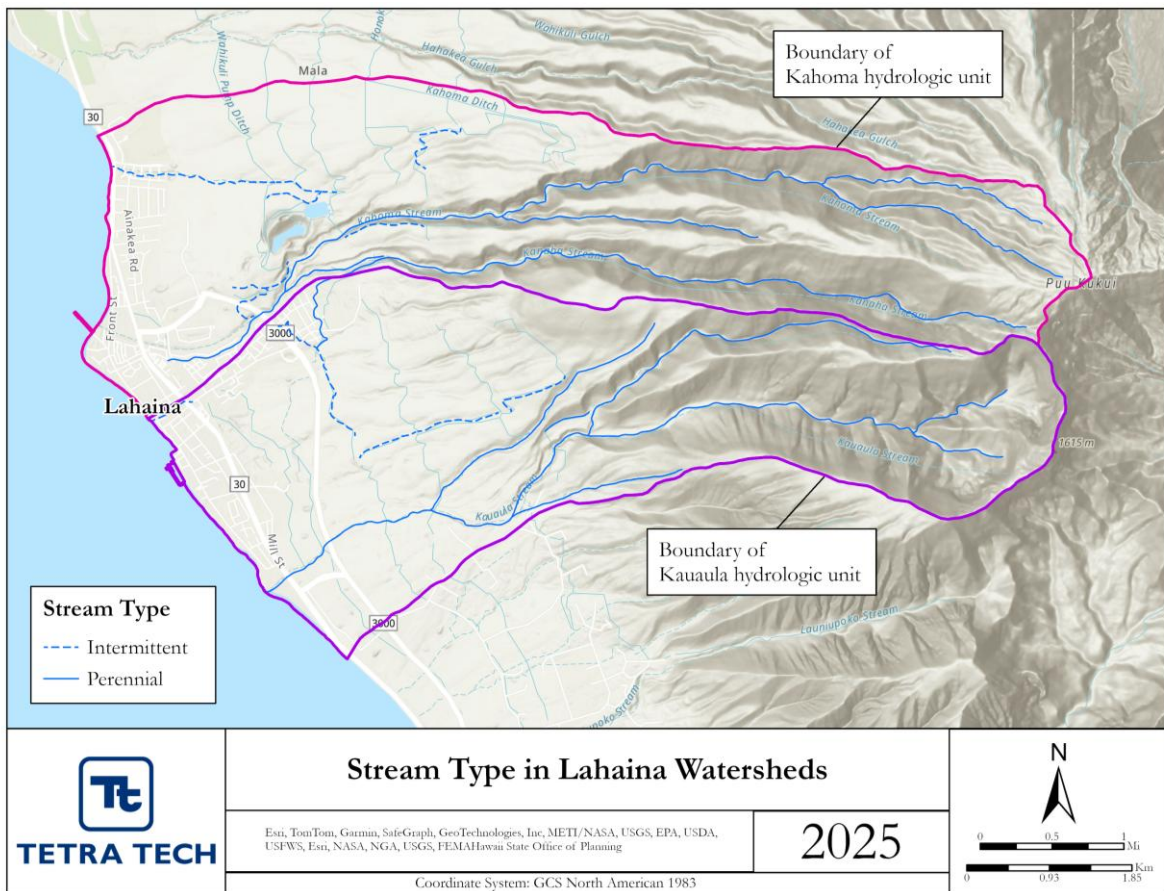 Wahikuli Gulch
Boundary of
Kahoma hydrologic unit
Wahikuli Pump Ditch
Hahakea Gulch
Mala
Kahoma Ditch
30
Hahakea Gulch
Ainakea Rd
Kahoma Stream
Kahoma Stream
Kanaha Stream
Puu Kukui
Kanaha Stream
Front St
3000
Lahaina
1615 m
Kauaula Stream
30
Kauaula Stream
Mill St
Boundary of
Kauaula hydrologic unit
Stream Type
Intermittent
Perennial
3000
Launiupoko Stream
upoko Stream
Tt
TETRA TECH
Stream Type in Lahaina Watersheds
Esri, TomTom, Garmin, SafeGraph, GeoTechnologies, Inc, METI/NASA, USGS, EPA, USDA,
USFWS, Esri, NASA, NGA, USGS, FEMAHawaii State Office of Planning
2025
Coordinate System: GCS North American 1983
N
0 0.5 1
Mi
Km
0 0.93 1.85